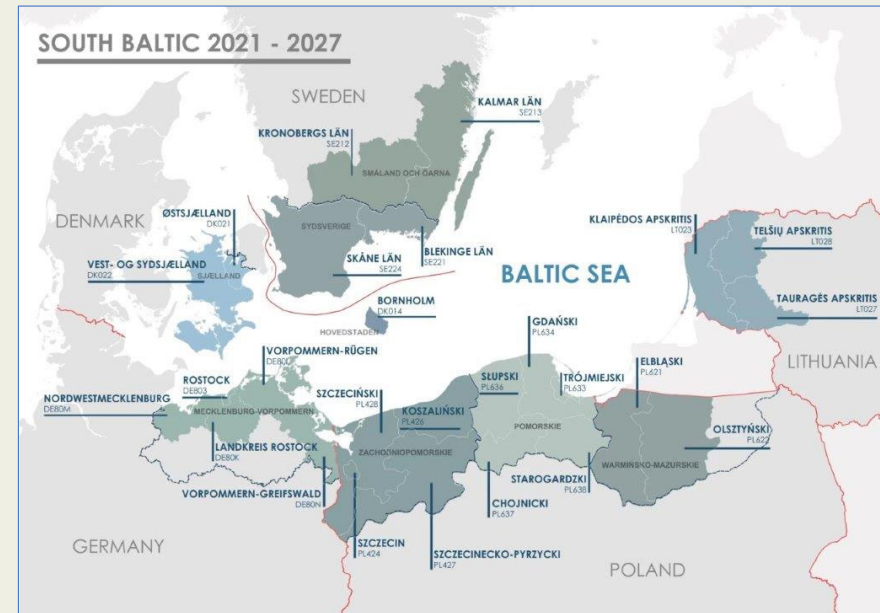 SOUTH BALTIC 2021 - 2027
SWEDEN
KALMAR LÄN
SE213
KRONOBERGS LÄN
SE212
SMÅLAND OCH ÖARNA
DENMARK
ØSTSJÆLLAND
DK021
SYDSVERIGE
KLAIPĖDOS APSKRITIS
LT023
TELŠIŲ APSKRITIS
LT028
VEST- OG SYDSJÆLLAND
DK022
SJÆLLAND
SKÅNE LÄN
SE224
BLEKINGE LÄN
SE221
BALTIC SEA
BORNHOLM
DK014
TAURAGĖS APSKRITIS
LT027
HOVEDSTADEN
GDAŃSKI
PL634
VORPOMMERN-RÜGEN
DE80L
LITHUANIA
ELBLĄSKI
PL621
ROSTOCK
DE803
SŁUPSKI
PL636
TRÓJMIEJSKI
PL633
NORDWESTMECKLENBURG
DE80M
SZCZECIŃSKI
PL428
MECKLENBURG-VORPOMMERN
KOSZALIŃSKI
PL426
POMORSKIE
OLSZTYŃSKI
PL622
LANDKREIS ROSTOCK
DE80K
ZACHODNIOPOMORSKIE
WARMIŃSKO-MAZURSKIE
STAROGARDZKI
PL638
VORPOMMERN-GREIFSWALD
DE80N
CHOJNICKI
PL637
GERMANY
SZCZECIN
PL424
SZCZECINECKO-PYRZYCKI
PL427
POLAND